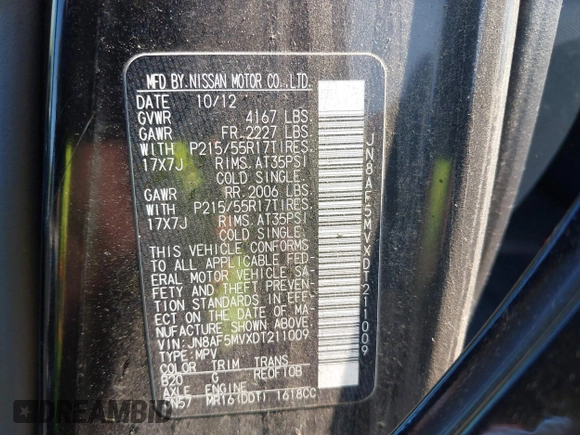 MFD BY. NISSAN MOTOR CO., LTD.
DATE 10/12
GVWR 4167 LBS.
GAWR FR. 2227 LBS.
WITH P215/55R17TIRES.
17X7J RIMS. AT35PSI
COLD SINGLE.
GAWR RR. 2006 LBS.
WITH P215/55R17TIRES.
17X7J RIMS. AT35PSI
COLD SINGLE.
THIS VEHICLE CONFORMS
TO ALL APPLICABLE FED-
ERAL MOTOR VEHICLE SA-
FETY AND THEFT PREVEN-
TION STANDARDS IN EFF-
ECT ON THE DATE OF MA-
NUFACTURE SHOWN ABOVE.
VIN:JN8AF5MVXDT211009
TYPE:MPV
COLOR TRIM TRANS
B20 G RE0F10B
AXLE ENGINE
RN57 MR16(DDT) 1618CC
JN8AF5MVXDT211009
DREAMBID